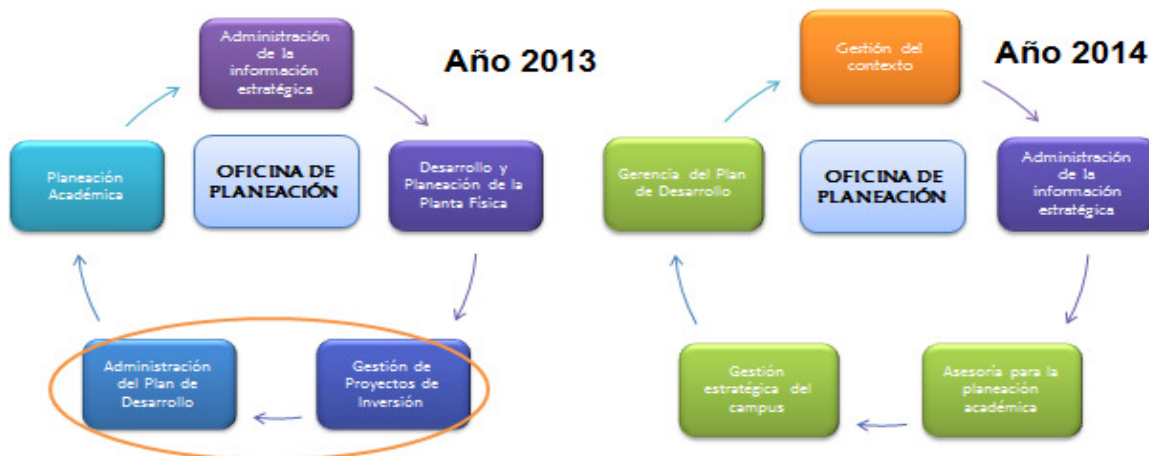 Administración
de la
información
estratégica
Año 2013
Planeación
Académica
OFICINA DE
PLANEACIÓN
Desarrollo y
Planeación de la
Planta Física
Administración
del Plan de
Desarrollo
Gestión de
Proyectos de
Inversión
Gestión del
contexto
Año 2014
Gerencia del Plan
de Desarrollo
OFICINA DE
PLANEACIÓN
Administración
de la
información
estratégica
Gestión
estratégica del
campus
Asesoría para la
planeación
académica